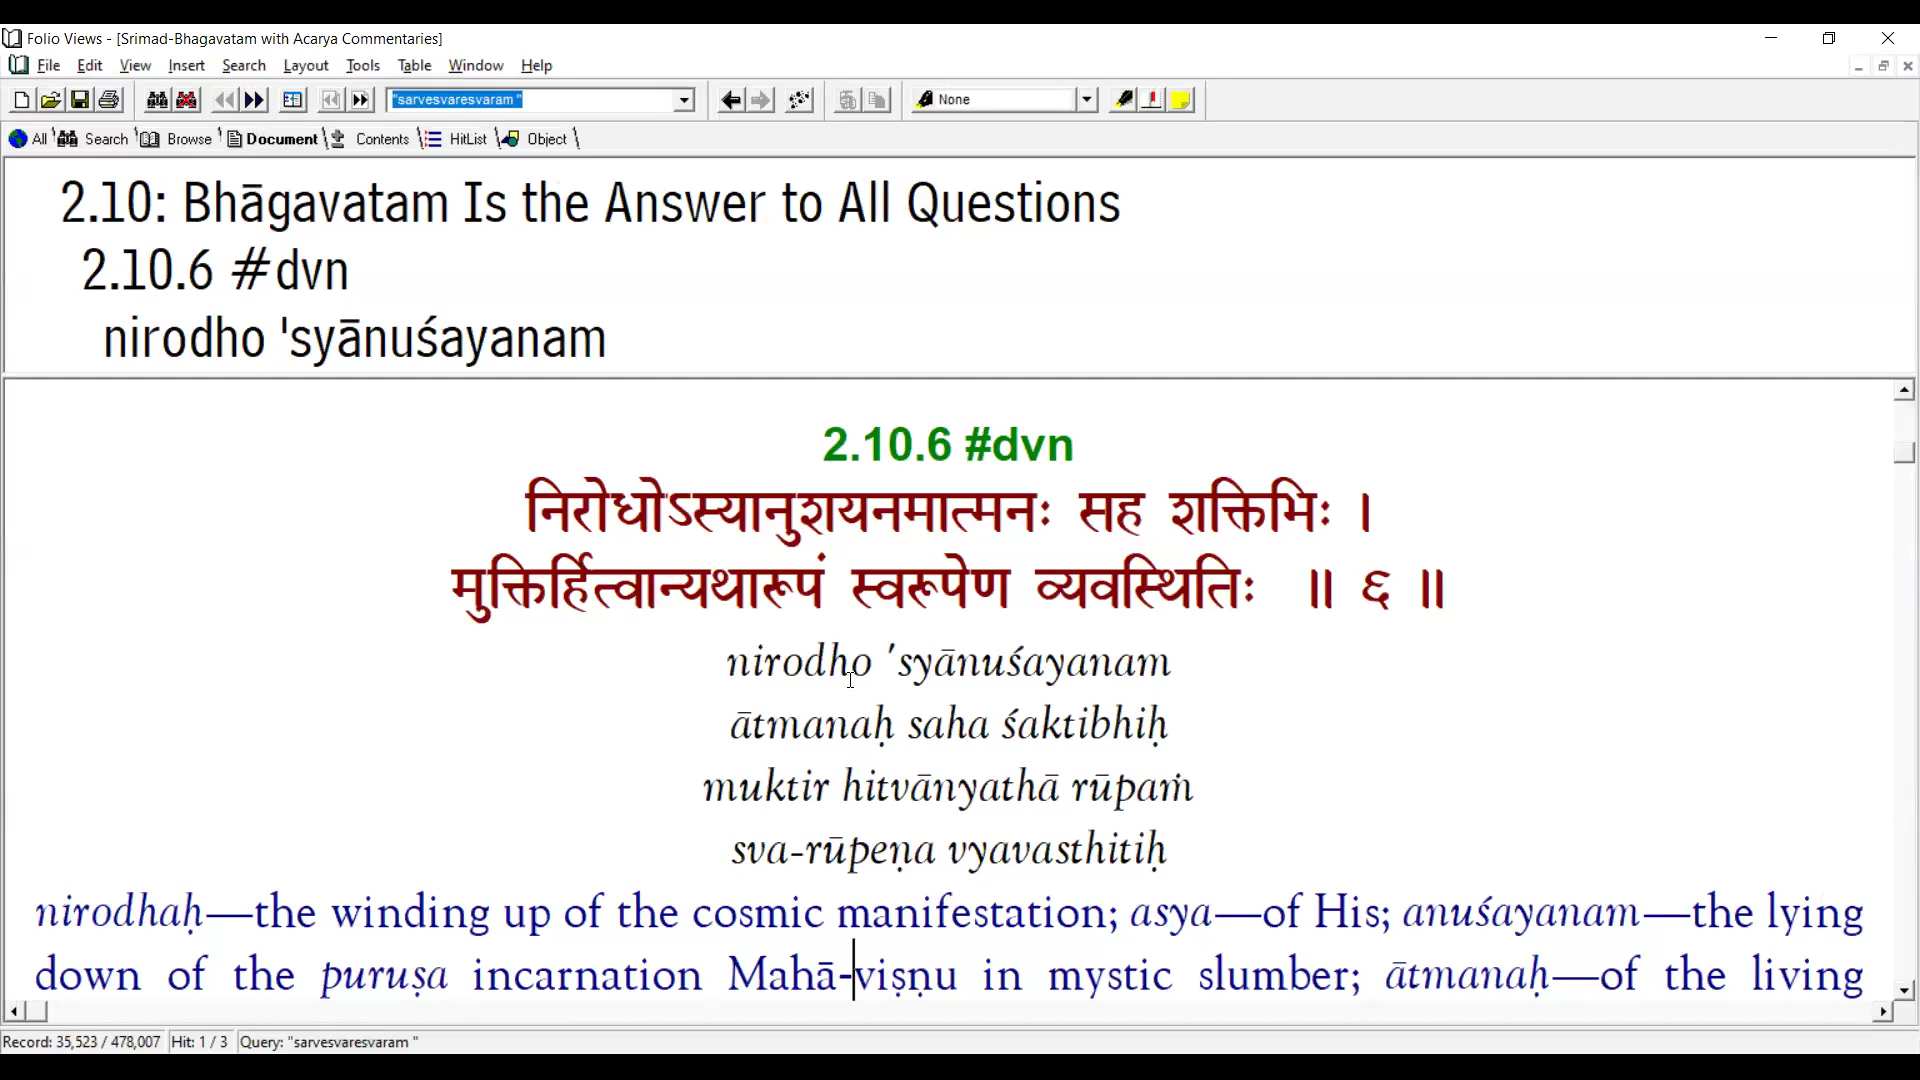 Folio Views - [Srimad-Bhagavatam with Acarya Commentaries]
File Edit View Insert Search Layout Tools Table Window Help
"sarvesvaresvaram " None
All Search Browse Document Contents HitList Object
2.10: Bhāgavatam Is the Answer to All Questions
2.10.6 #dvn
nirodho 'syānuśayanam
2.10.6 #dvn
निरोधोऽस्यानुशयनमात्मनः सह शक्तिभिः ।
मुक्तिर्हित्वान्यथारूपं स्वरूपेण व्यवस्थितिः ॥ ६ ॥
nirodho 'syānuśayanam
ātmanaḥ saha śaktibhiḥ
muktir hitvānyathā rūpaṁ
sva-rūpeṇa vyavasthitiḥ
nirodhaḥ—the winding up of the cosmic manifestation; asya—of His; anuśayanam—the lying
down of the puruṣa incarnation Mahā-viṣṇu in mystic slumber; ātmanaḥ—of the living
Record: 35,523 / 478,007 Hit: 1 / 3 Query: "sarvesvaresvaram "